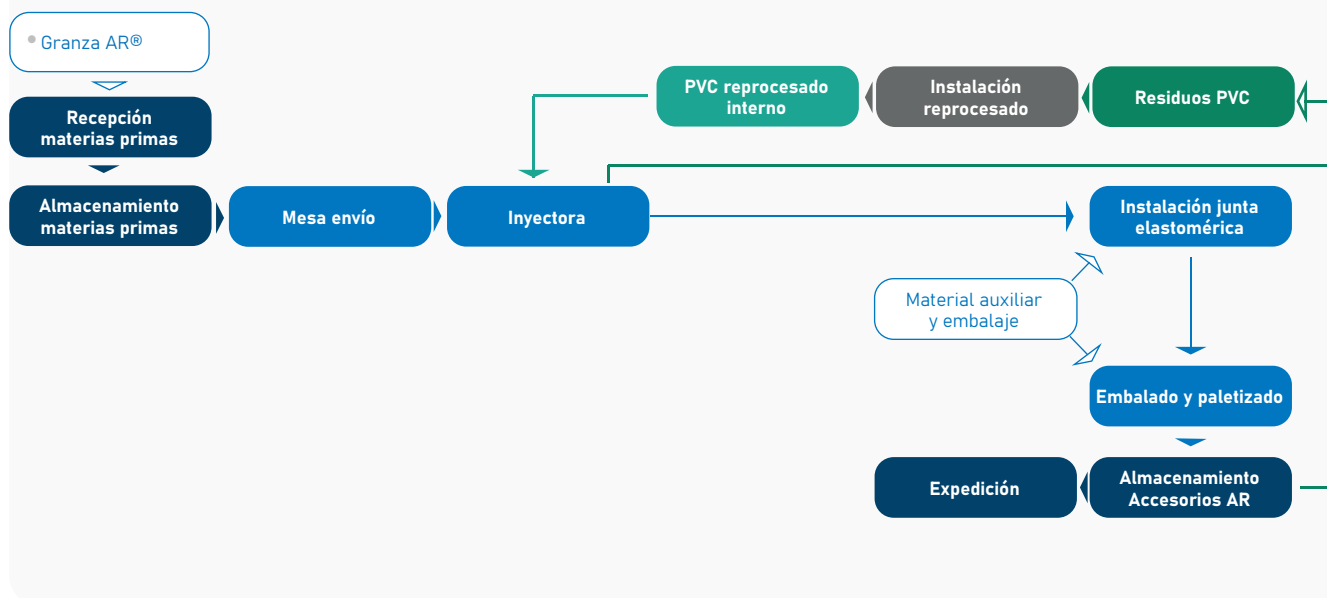 • Granza AR®
Recepción
materias primas
Almacenamiento
materias primas
Mesa envío
Inyectora
PVC reprocesado
interno
Instalación
reprocesado
Residuos PVC
Instalación junta
elastomérica
Material auxiliar
y embalaje
Embalado y paletizado
Almacenamiento
Accesorios AR
Expedición